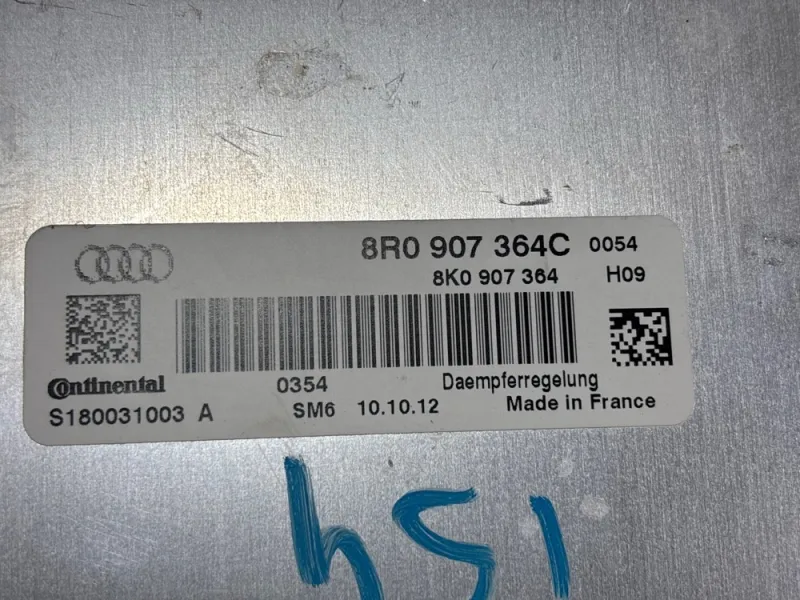 8R0 907 364C 0054
8K0 907 364 H09
Continental 0354 Daempferregelung
S180031003 A SM6 10.10.12 Made in France
154